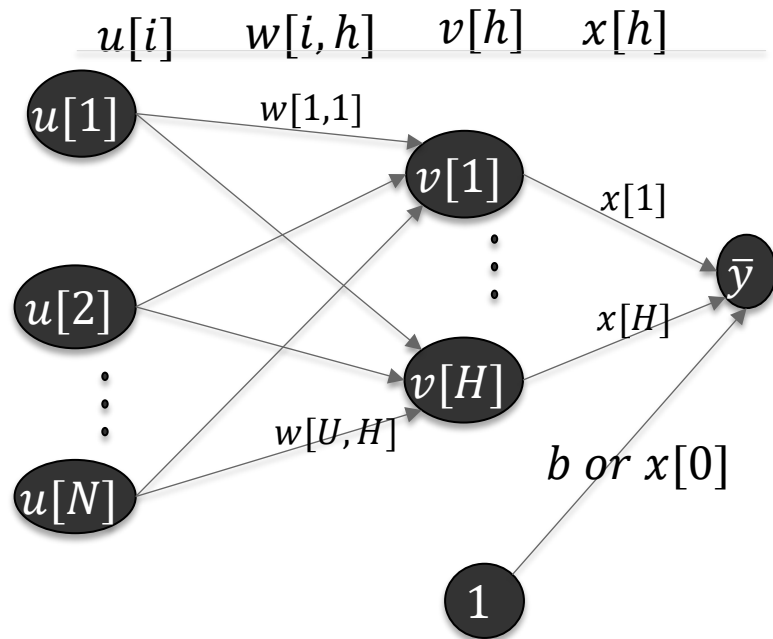 u[i] w[i, h] v[h] x[h]
u[1]
w[1,1]
v[1]
x[1]
u[2]
ȳ
x[H]
v[H]
w[U, H]
u[N]
b or x[0]
1